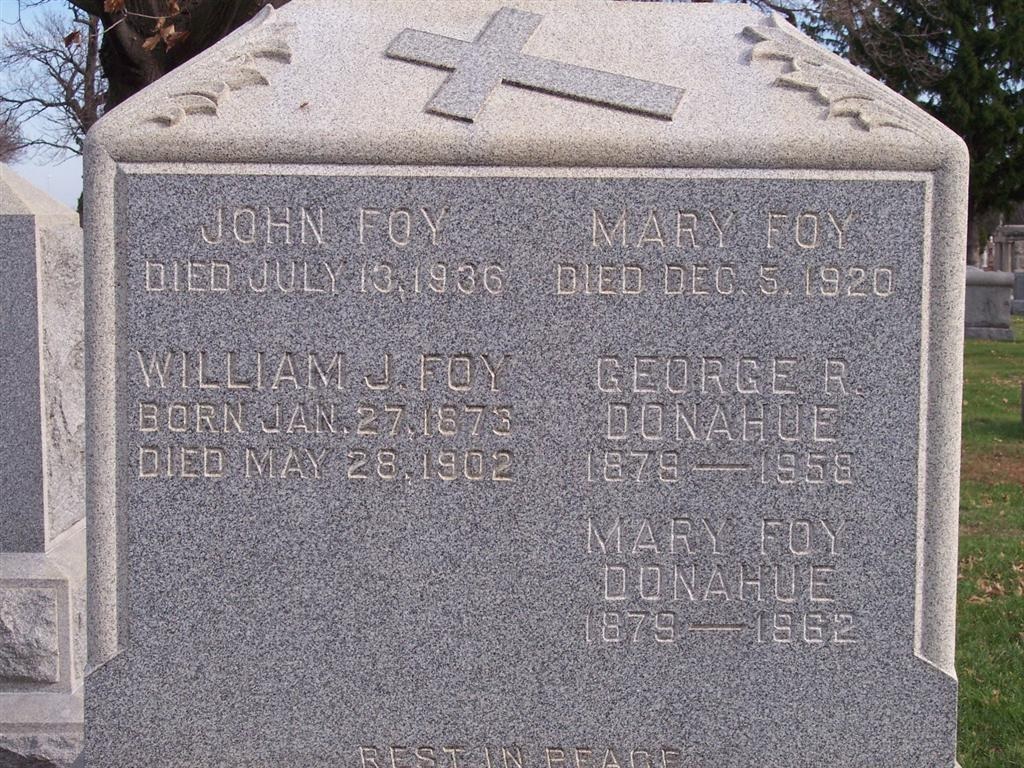 JOHN FOY
DIED JULY 13, 1936
MARY FOY
DIED DEC. 5. 1920
WILLIAM J. FOY
BORN JAN. 27, 1873
DIED MAY 28, 1902
GEORGE R.
DONAHUE
1879 — 1958
MARY FOY
DONAHUE
1879 — 1962
REST IN PEACE